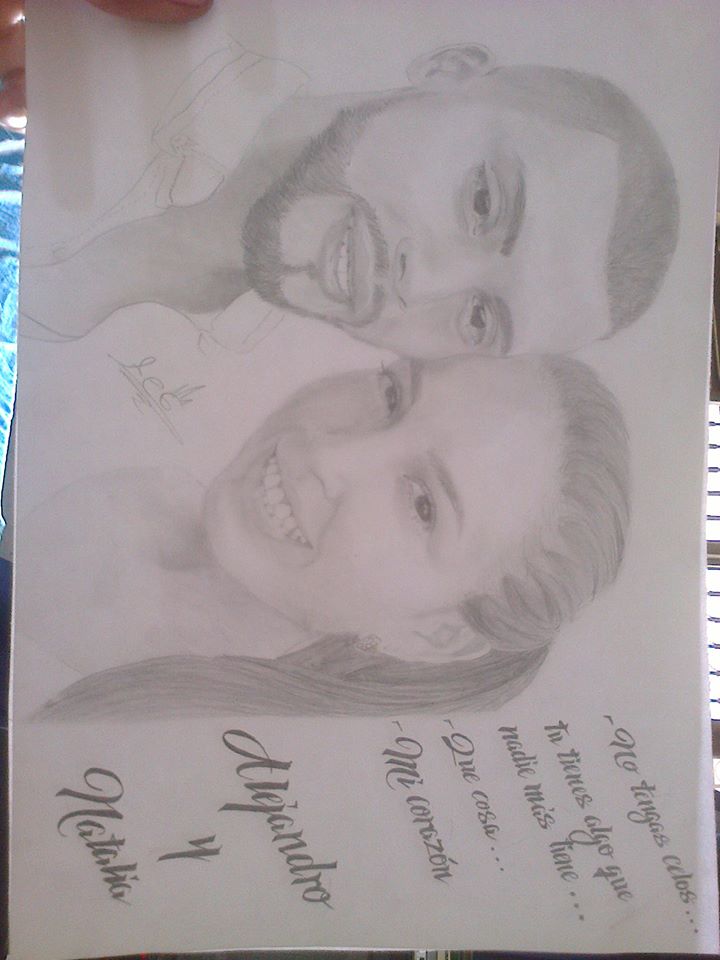 -No tengas celos...
tu tienes algo que
nadie más tiene...
-Que cosa...
-Mi corazón
Alejandro
y
Natalia